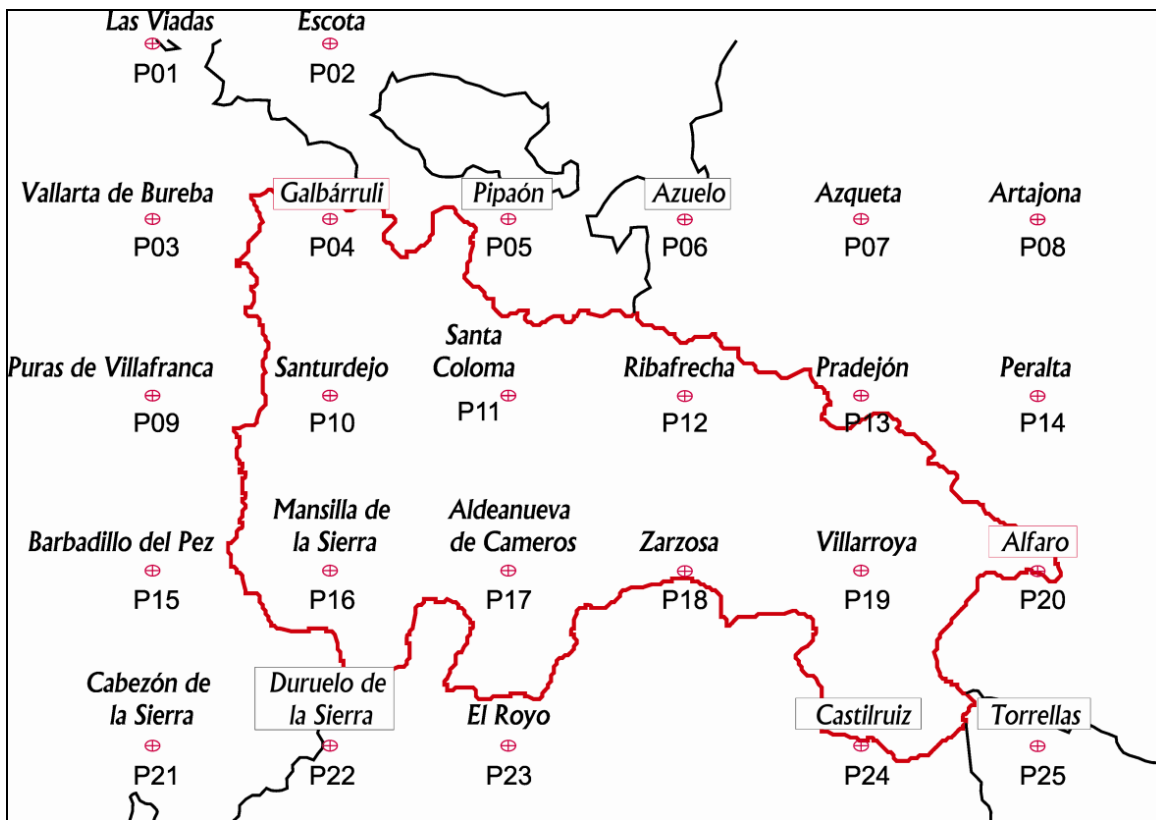 Las Viadas
Escota
P01
P02
Vallarta de Bureba
Galbárruli
Pipaón
Azuelo
Azqueta
Artajona
P03
P04
P05
P06
P07
P08
Puras de Villafranca
Santurdejo
Santa
Coloma
Ribafrecha
Pradejón
Peralta
P09
P10
P11
P12
P13
P14
Barbadillo del Pez
Mansilla de
la Sierra
Aldeanueva
de Cameros
Zarzosa
Villarroya
Alfaro
P15
P16
P17
P18
P19
P20
Cabezón de
la Sierra
Duruelo de
la Sierra
El Royo
Castilruiz
Torrellas
P21
P22
P23
P24
P25